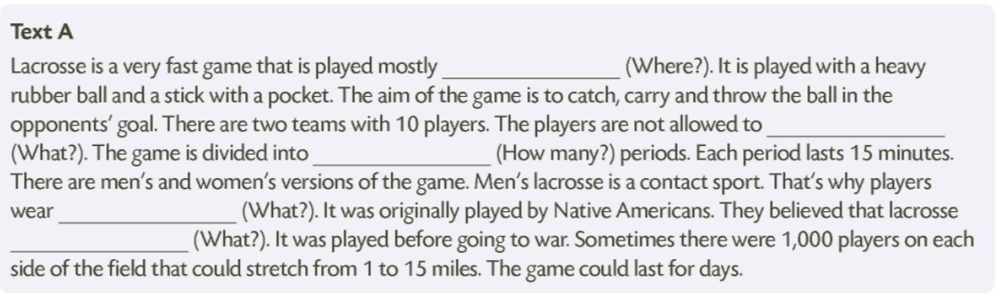 Text A
Lacrosse is a very fast game that is played mostly ____________________ (Where?). It is played with a heavy
rubber ball and a stick with a pocket. The aim of the game is to catch, carry and throw the ball in the
opponents’ goal. There are two teams with 10 players. The players are not allowed to ____________________
(What?). The game is divided into ____________________ (How many?) periods. Each period lasts 15 minutes.
There are men’s and women’s versions of the game. Men’s lacrosse is a contact sport. That’s why players
wear ____________________ (What?). It was originally played by Native Americans. They believed that lacrosse
____________________ (What?). It was played before going to war. Sometimes there were 1,000 players on each
side of the field that could stretch from 1 to 15 miles. The game could last for days.